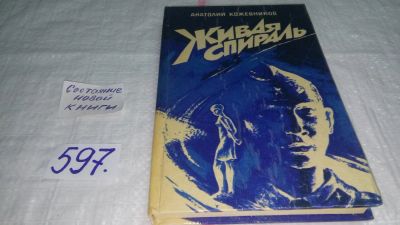 АНАТОЛИЙ КОЖЕВНИКОВ
ЖИВАЯ
СПИРАЛЬ
Состояние
новой
книги
597.